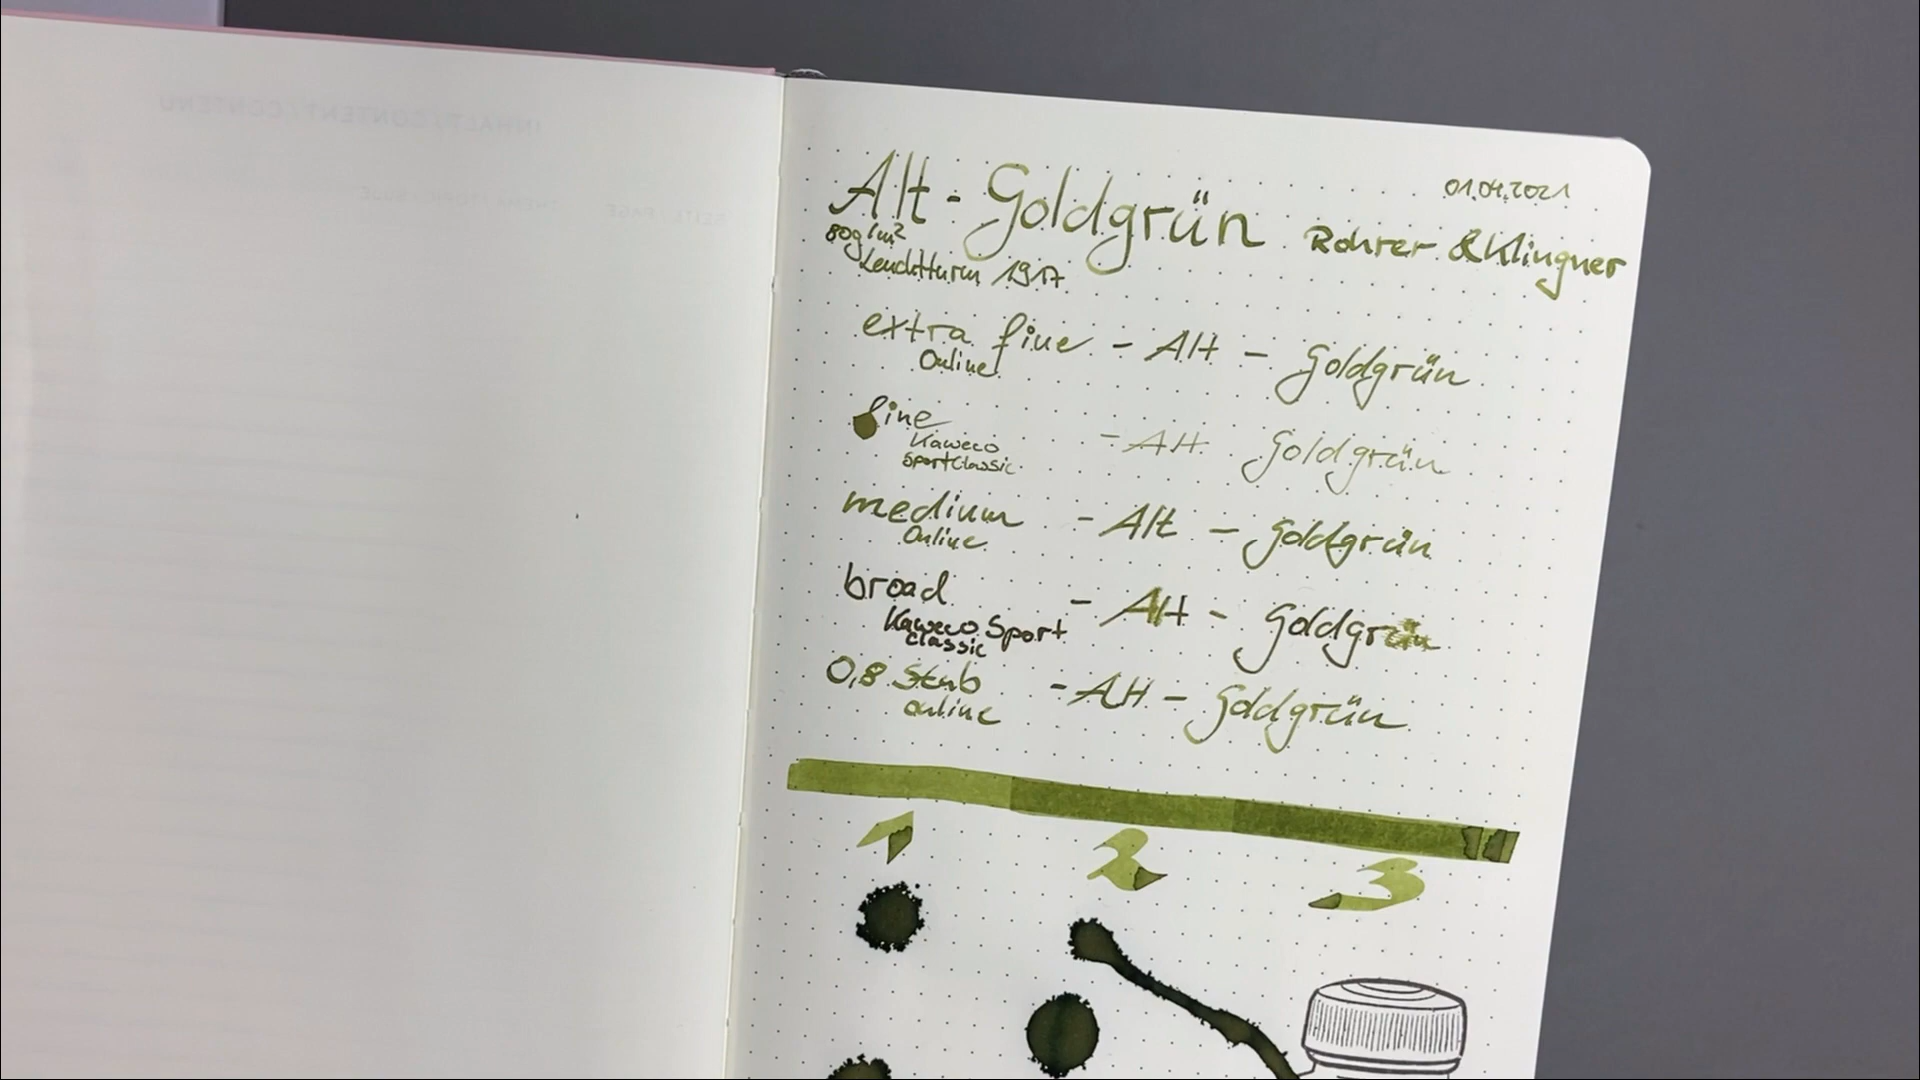 01.04.2021
Alt - Goldgrün Rohrer & Klingner
80g/m²
Leuchtturm 1917
extra fine - Alt - Goldgrün
Online
fine - Alt Goldgrün
Kaweco
Sport Classic
medium - Alt - Goldgrün
Online
broad - Alt - Goldgrün
Kaweco Sport
Classic
0,8 Stub - Alt - Goldgrün
online
1 2 3